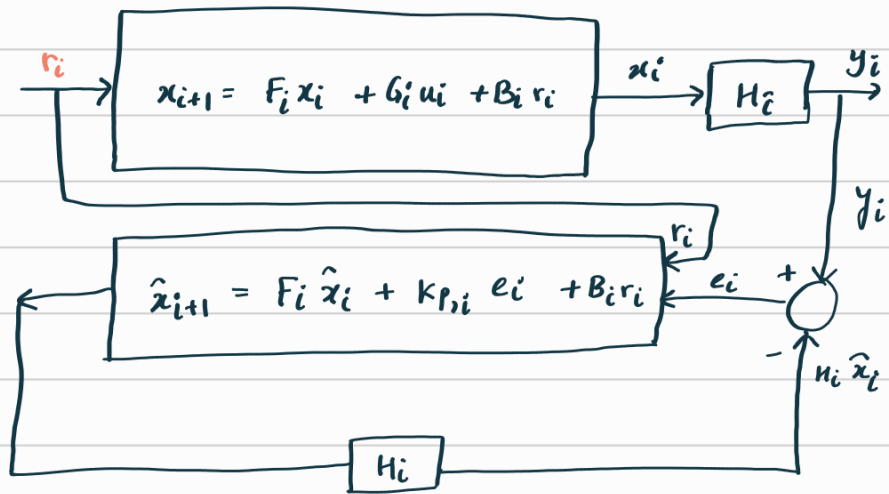 rᵢ
xᵢ₊₁ = Fᵢ xᵢ + Gᵢ uᵢ + Bᵢ rᵢ
xᵢ
Hᵢ
yᵢ
yᵢ
rᵢ
x̂ᵢ₊₁ = Fᵢ x̂ᵢ + Kp,ᵢ eᵢ + Bᵢ rᵢ
eᵢ
+
−
Hᵢ x̂ᵢ
Hᵢ